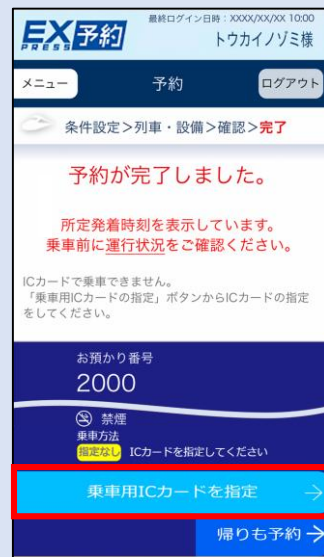 最終ログイン日時：XXXX/XX/XX 10:00
EX予約
PRESS
トウカイノゾミ様
メニュー
予約
ログアウト
条件設定＞列車・設備＞確認＞完了
予約が完了しました。
所定発着時刻を表示しています。
乗車前に運行状況をご確認ください。
ICカードで乗車できません。
「乗車用ICカードの指定」ボタンからICカードの指定
をしてください。
お預かり番号
2000
禁煙
乗車方法
指定なし ICカードを指定してください
乗車用ICカードを指定 →
帰りも予約 →